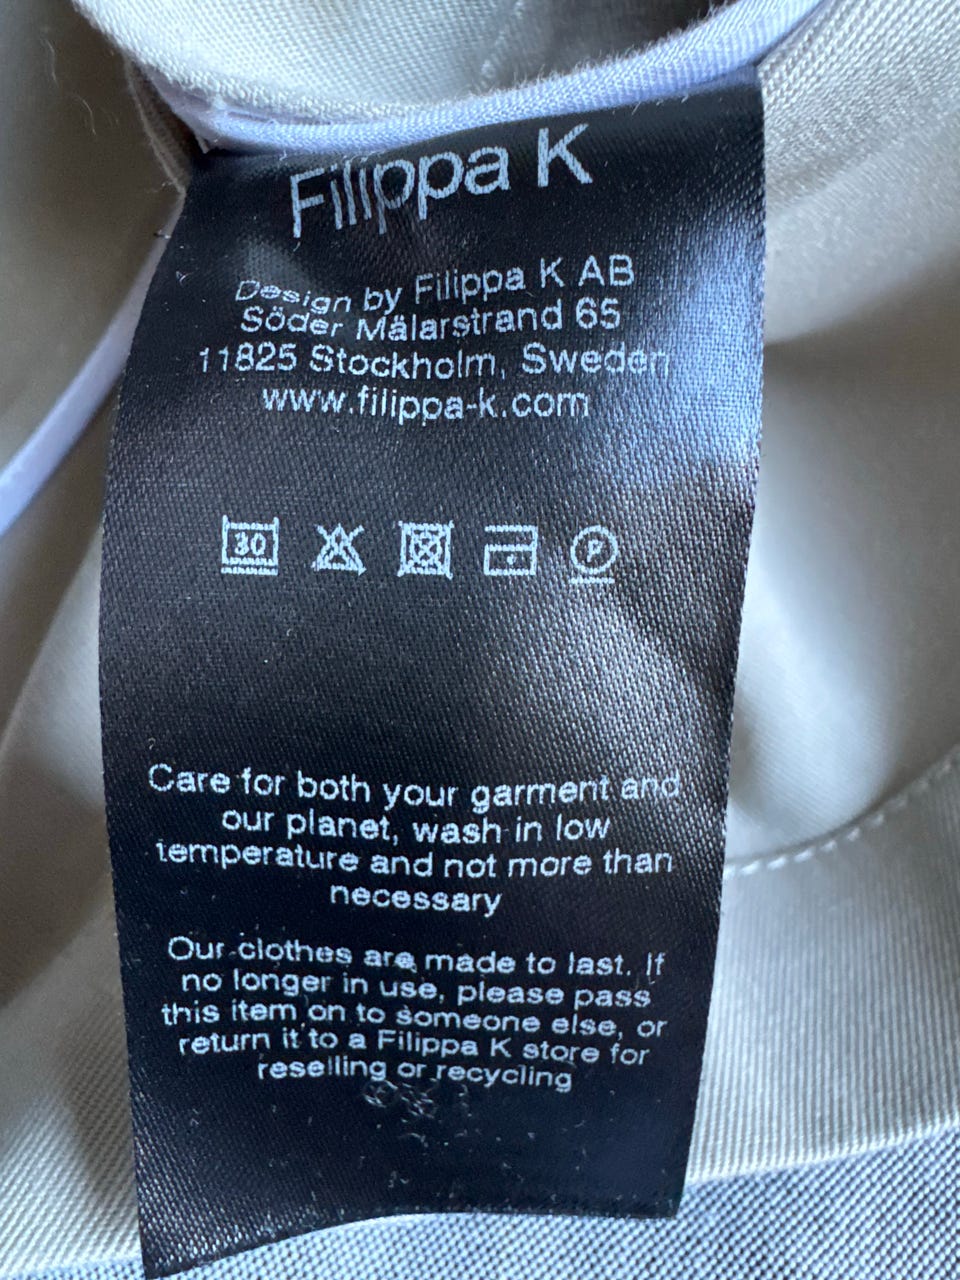 Filippa K
Design by Filippa K AB
Söder Mälarstrand 65
11825 Stockholm, Sweden
www.filippa-k.com
30 P
Care for both your garment and
our planet, wash in low
temperature and not more than
necessary
Our clothes are made to last. If
no longer in use, please pass
this item on to someone else, or
return it to a Filippa K store for
reselling or recycling